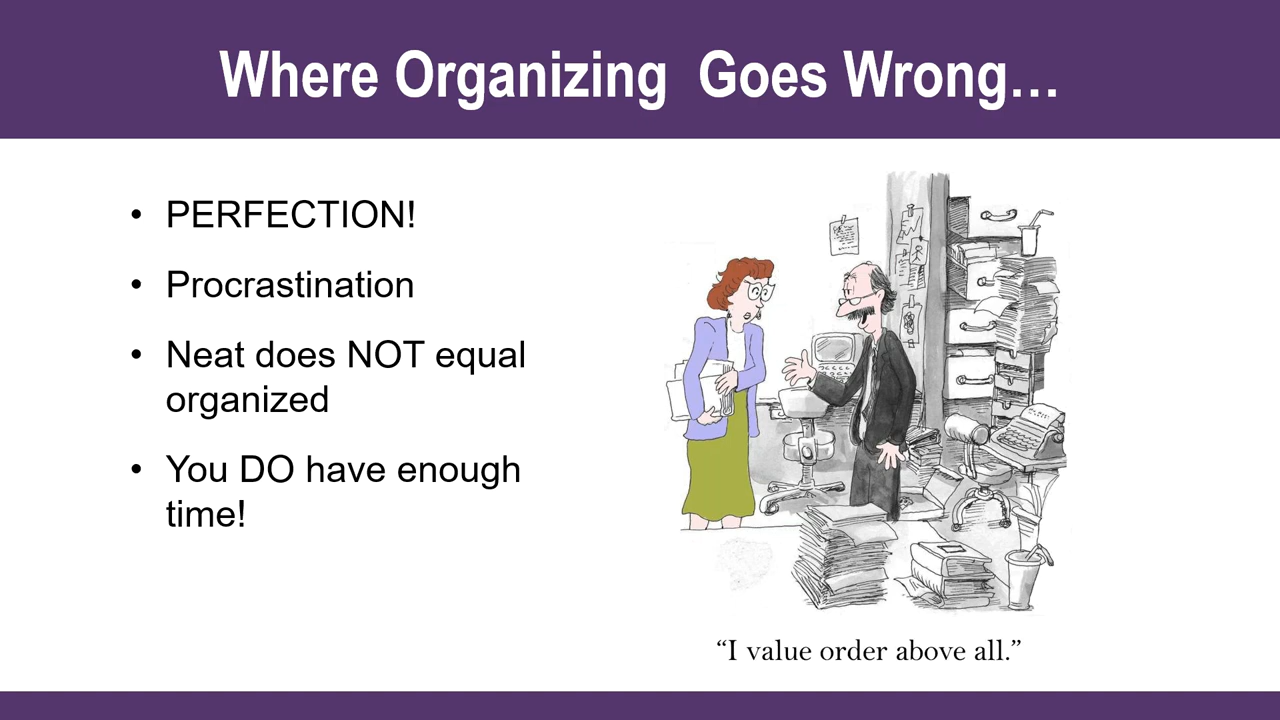 Where Organizing  Goes Wrong…
• PERFECTION!
• Procrastination
• Neat does NOT equal
organized
• You DO have enough
time!
“I value order above all.”